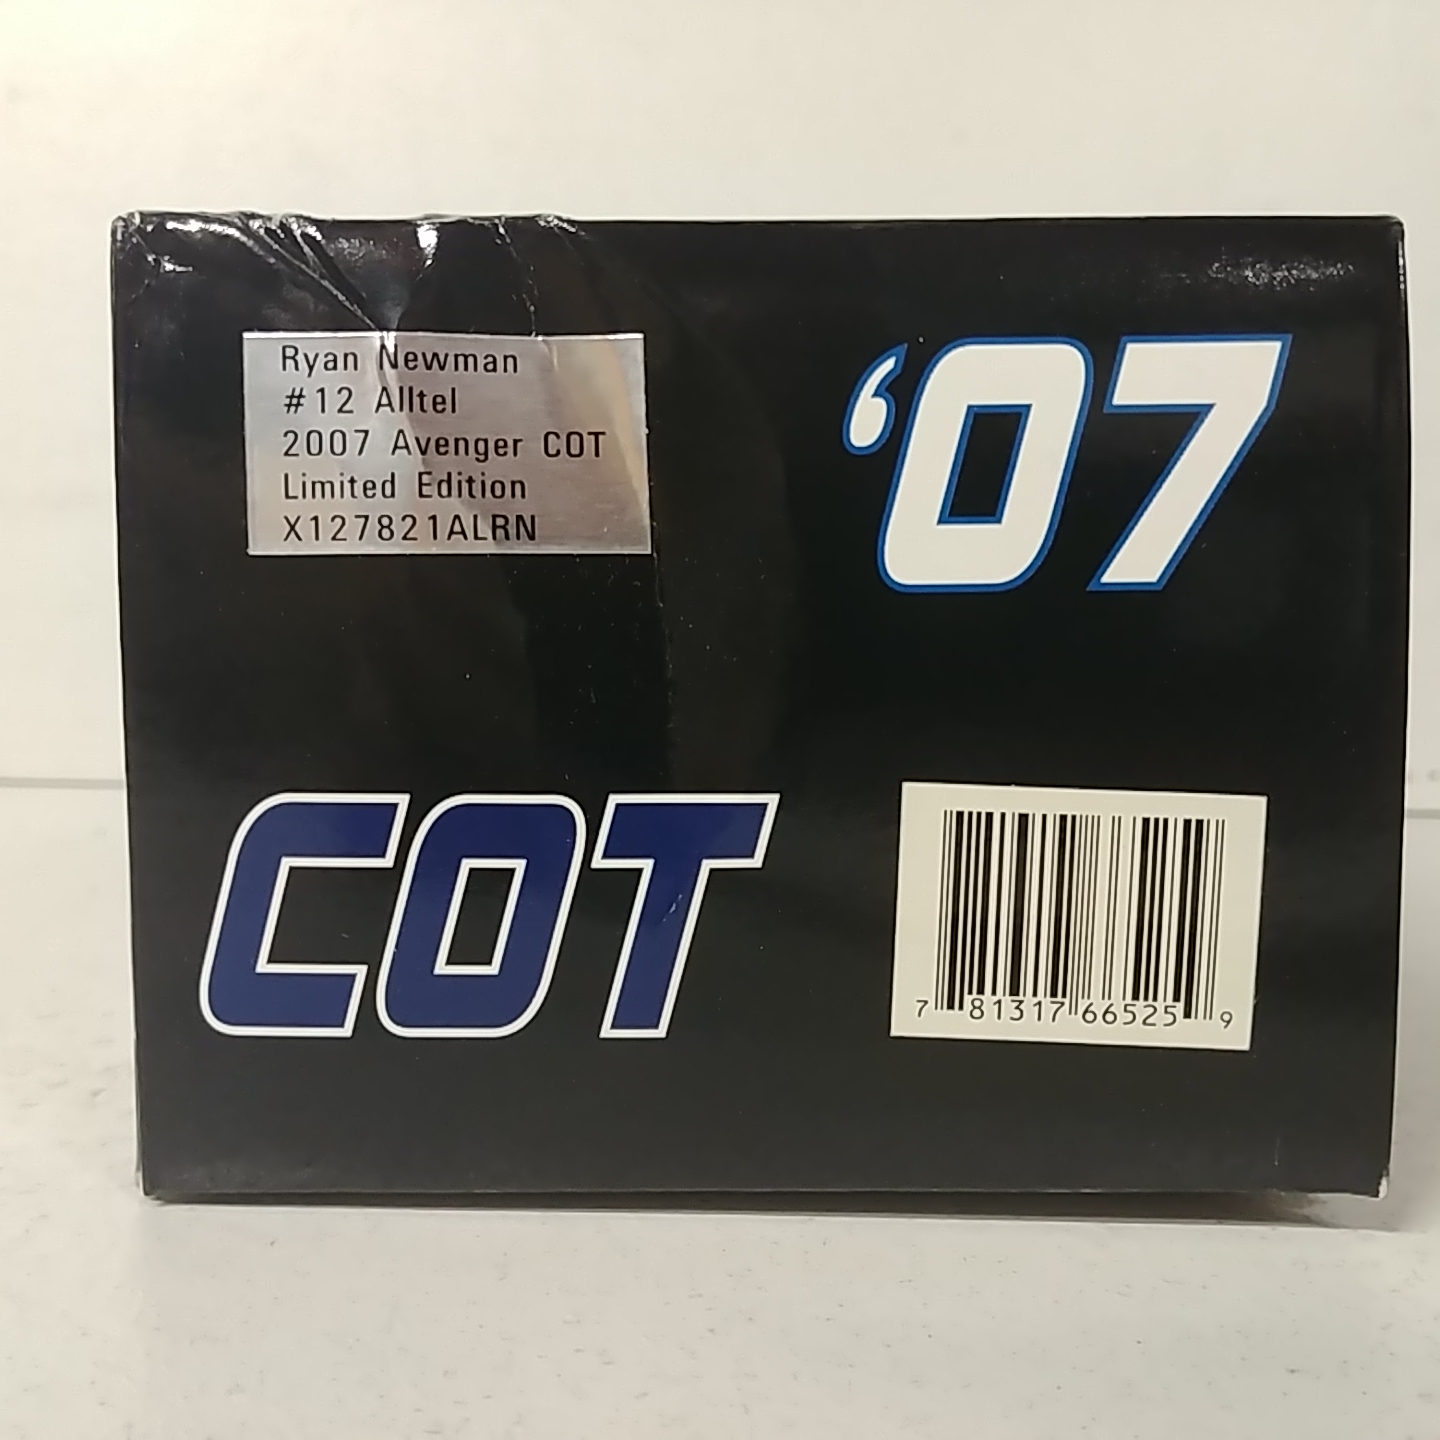 Ryan Newman
#12 Alltel
2007 Avenger COT
Limited Edition
X127821ALRN
‘07
COT
7 81317 66525 9